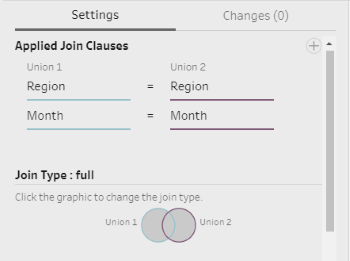 Settings Changes (0)
Applied Join Clauses
Union 1 Union 2
Region = Region
Month = Month
Join Type : full
Click the graphic to change the join type.
Union 1 Union 2